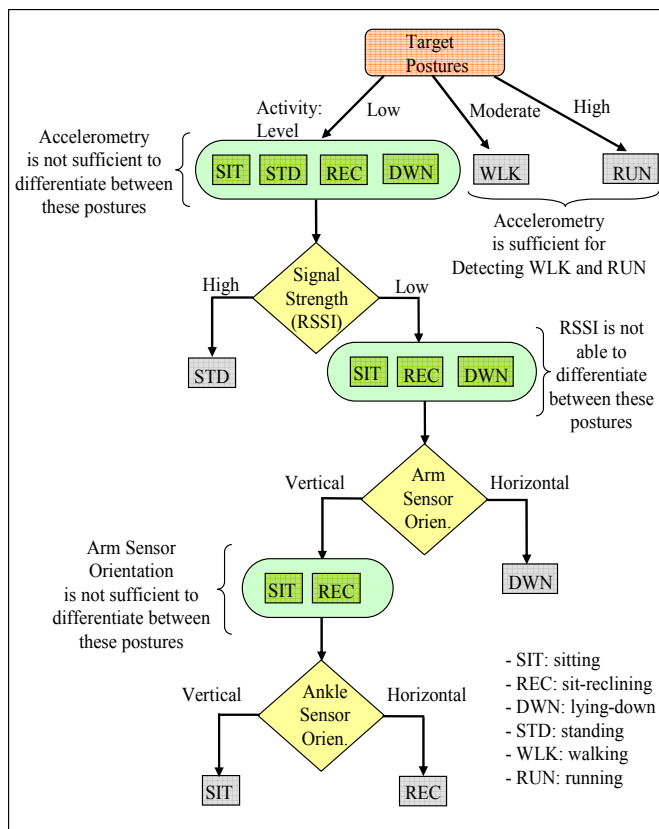 Target
Postures
Activity:
Level
Low
Moderate
High
Accelerometry
is not sufficient to
differentiate between
these postures
SIT
STD
REC
DWN
WLK
RUN
Accelerometry
is sufficient for
Detecting WLK and RUN
High
Signal
Strength
(RSSI)
Low
STD
SIT
REC
DWN
RSSI is not
able to
differentiate
between these
postures
Vertical
Arm
Sensor
Orien.
Horizontal
Arm Sensor
Orientation
is not sufficient to
differentiate between
these postures
SIT
REC
DWN
Vertical
Ankle
Sensor
Orien.
Horizontal
SIT
REC
- SIT: sitting
- REC: sit-reclining
- DWN: lying-down
- STD: standing
- WLK: walking
- RUN: running